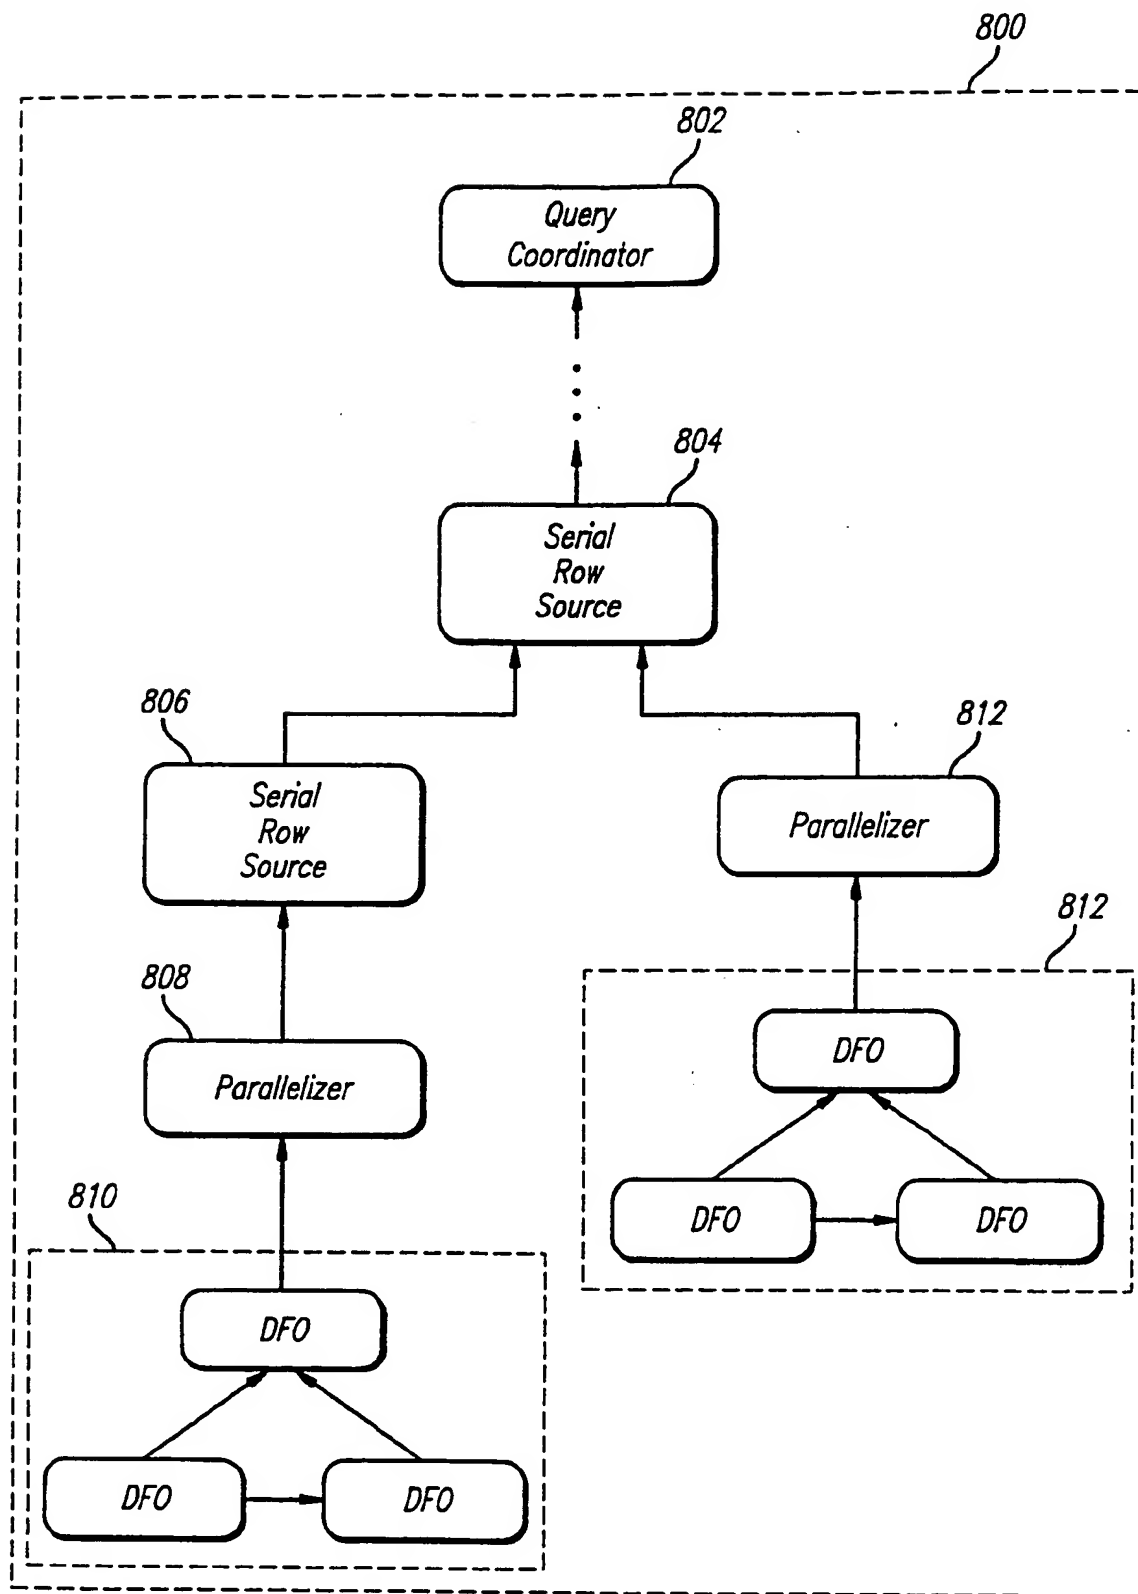 800
802
Query
Coordinator
804
Serial
Row
Source
806
Serial
Row
Source
812
Parallelizer
808
Parallelizer
812
DFO
DFO
DFO
810
DFO
DFO
DFO